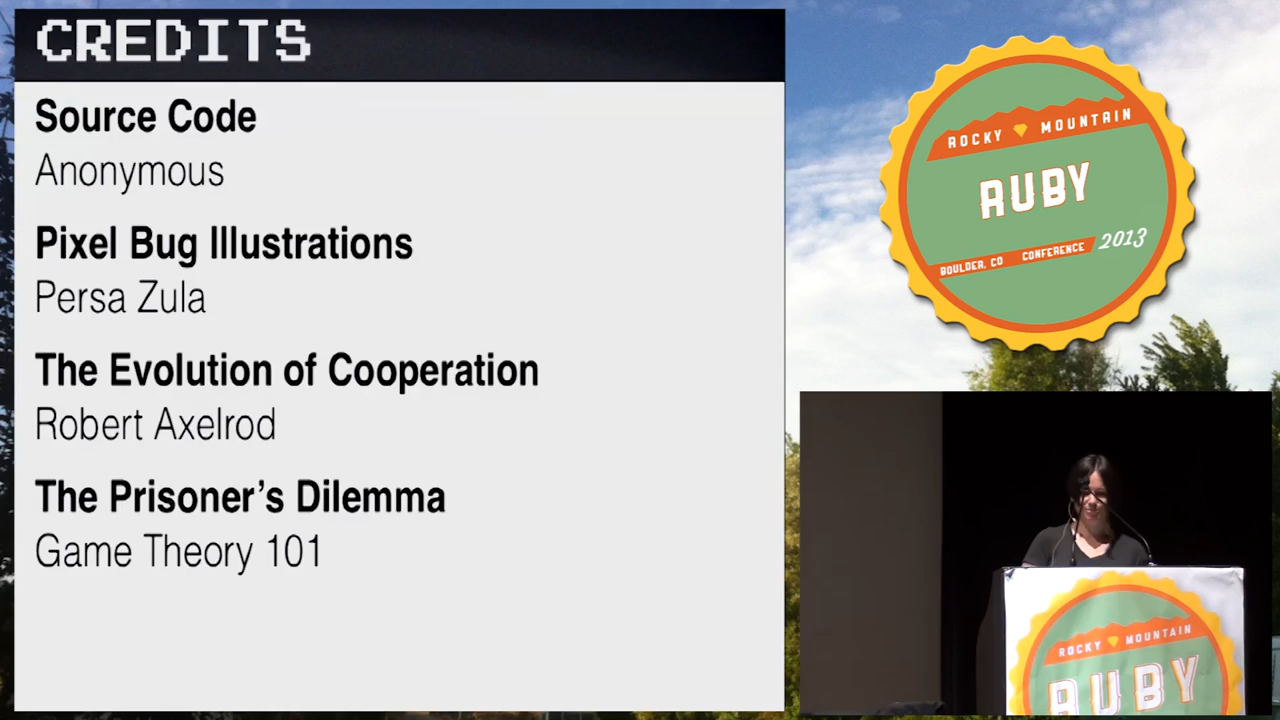 CREDITS
Source Code
Anonymous
Pixel Bug Illustrations
Persa Zula
The Evolution of Cooperation
Robert Axelrod
The Prisoner's Dilemma
Game Theory 101
ROCKY MOUNTAIN
RUBY
BOULDER, CO CONFERENCE 2013
ROCKY MOUNTAIN
RUBY